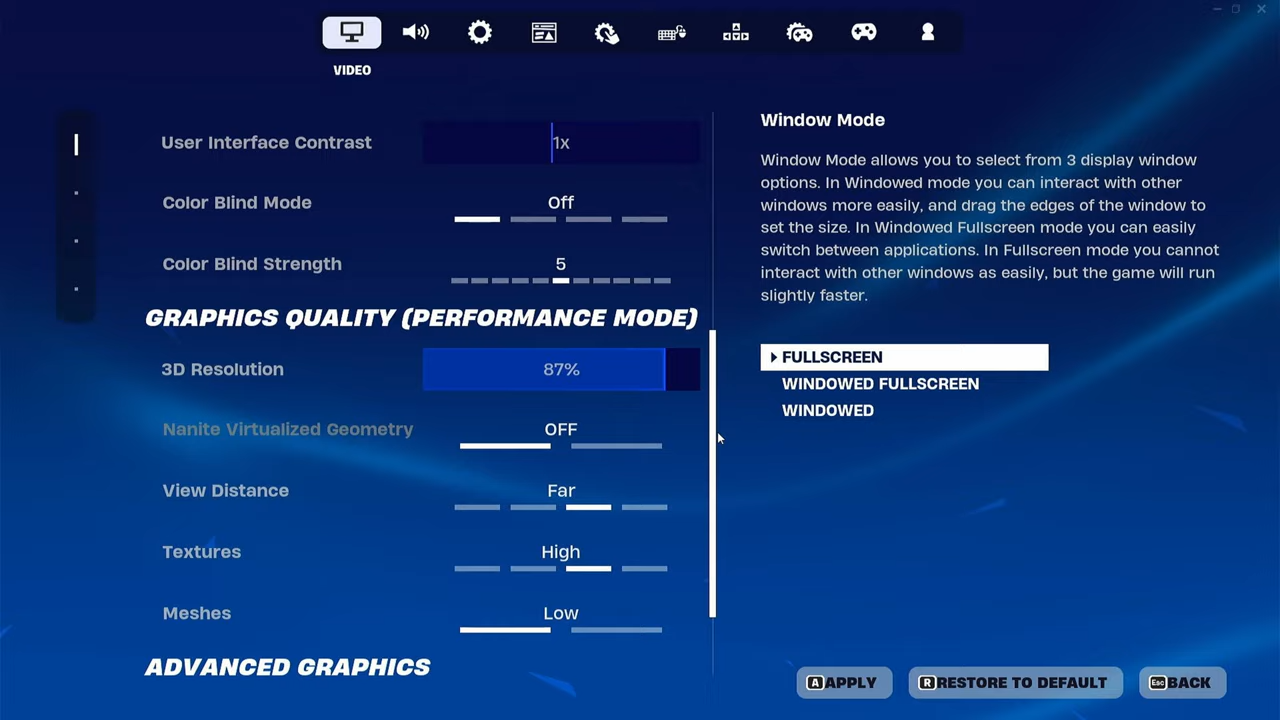 VIDEO
User Interface Contrast 1x
Color Blind Mode Off
Color Blind Strength 5
GRAPHICS QUALITY (PERFORMANCE MODE)
3D Resolution 87%
Nanite Virtualized Geometry OFF
View Distance Far
Textures High
Meshes Low
ADVANCED GRAPHICS
Window Mode
Window Mode allows you to select from 3 display window
options. In Windowed mode you can interact with other
windows more easily, and drag the edges of the window to
set the size. In Windowed Fullscreen mode you can easily
switch between applications. In Fullscreen mode you cannot
interact with other windows as easily, but the game will run
slightly faster.
FULLSCREEN
WINDOWED FULLSCREEN
WINDOWED
A APPLY
R RESTORE TO DEFAULT
Esc BACK